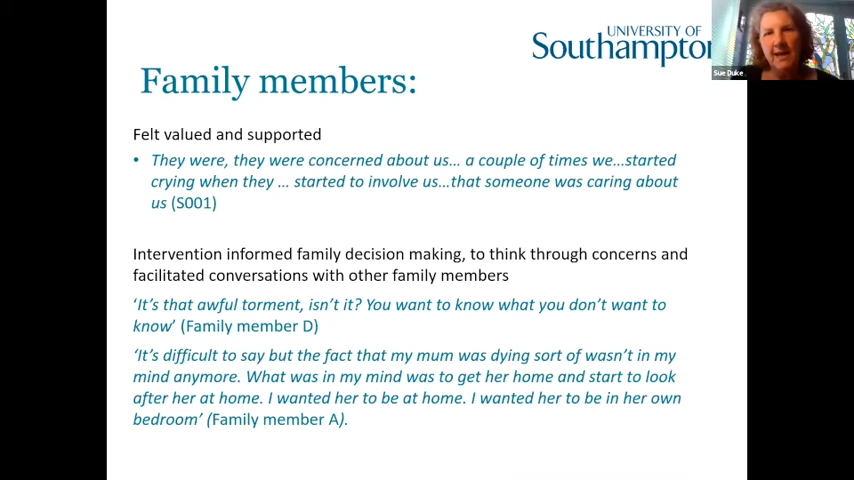 UNIVERSITY OF
Southampton
Sue Duke
Family members:
Felt valued and supported
• They were, they were concerned about us… a couple of times we…started
crying when they … started to involve us…that someone was caring about
us (S001)
Intervention informed family decision making, to think through concerns and
facilitated conversations with other family members
‘It’s that awful torment, isn’t it? You want to know what you don’t want to
know’ (Family member D)
‘It’s difficult to say but the fact that my mum was dying sort of wasn’t in my
mind anymore. What was in my mind was to get her home and start to look
after her at home. I wanted her to be at home. I wanted her to be in her own
bedroom’ (Family member A).